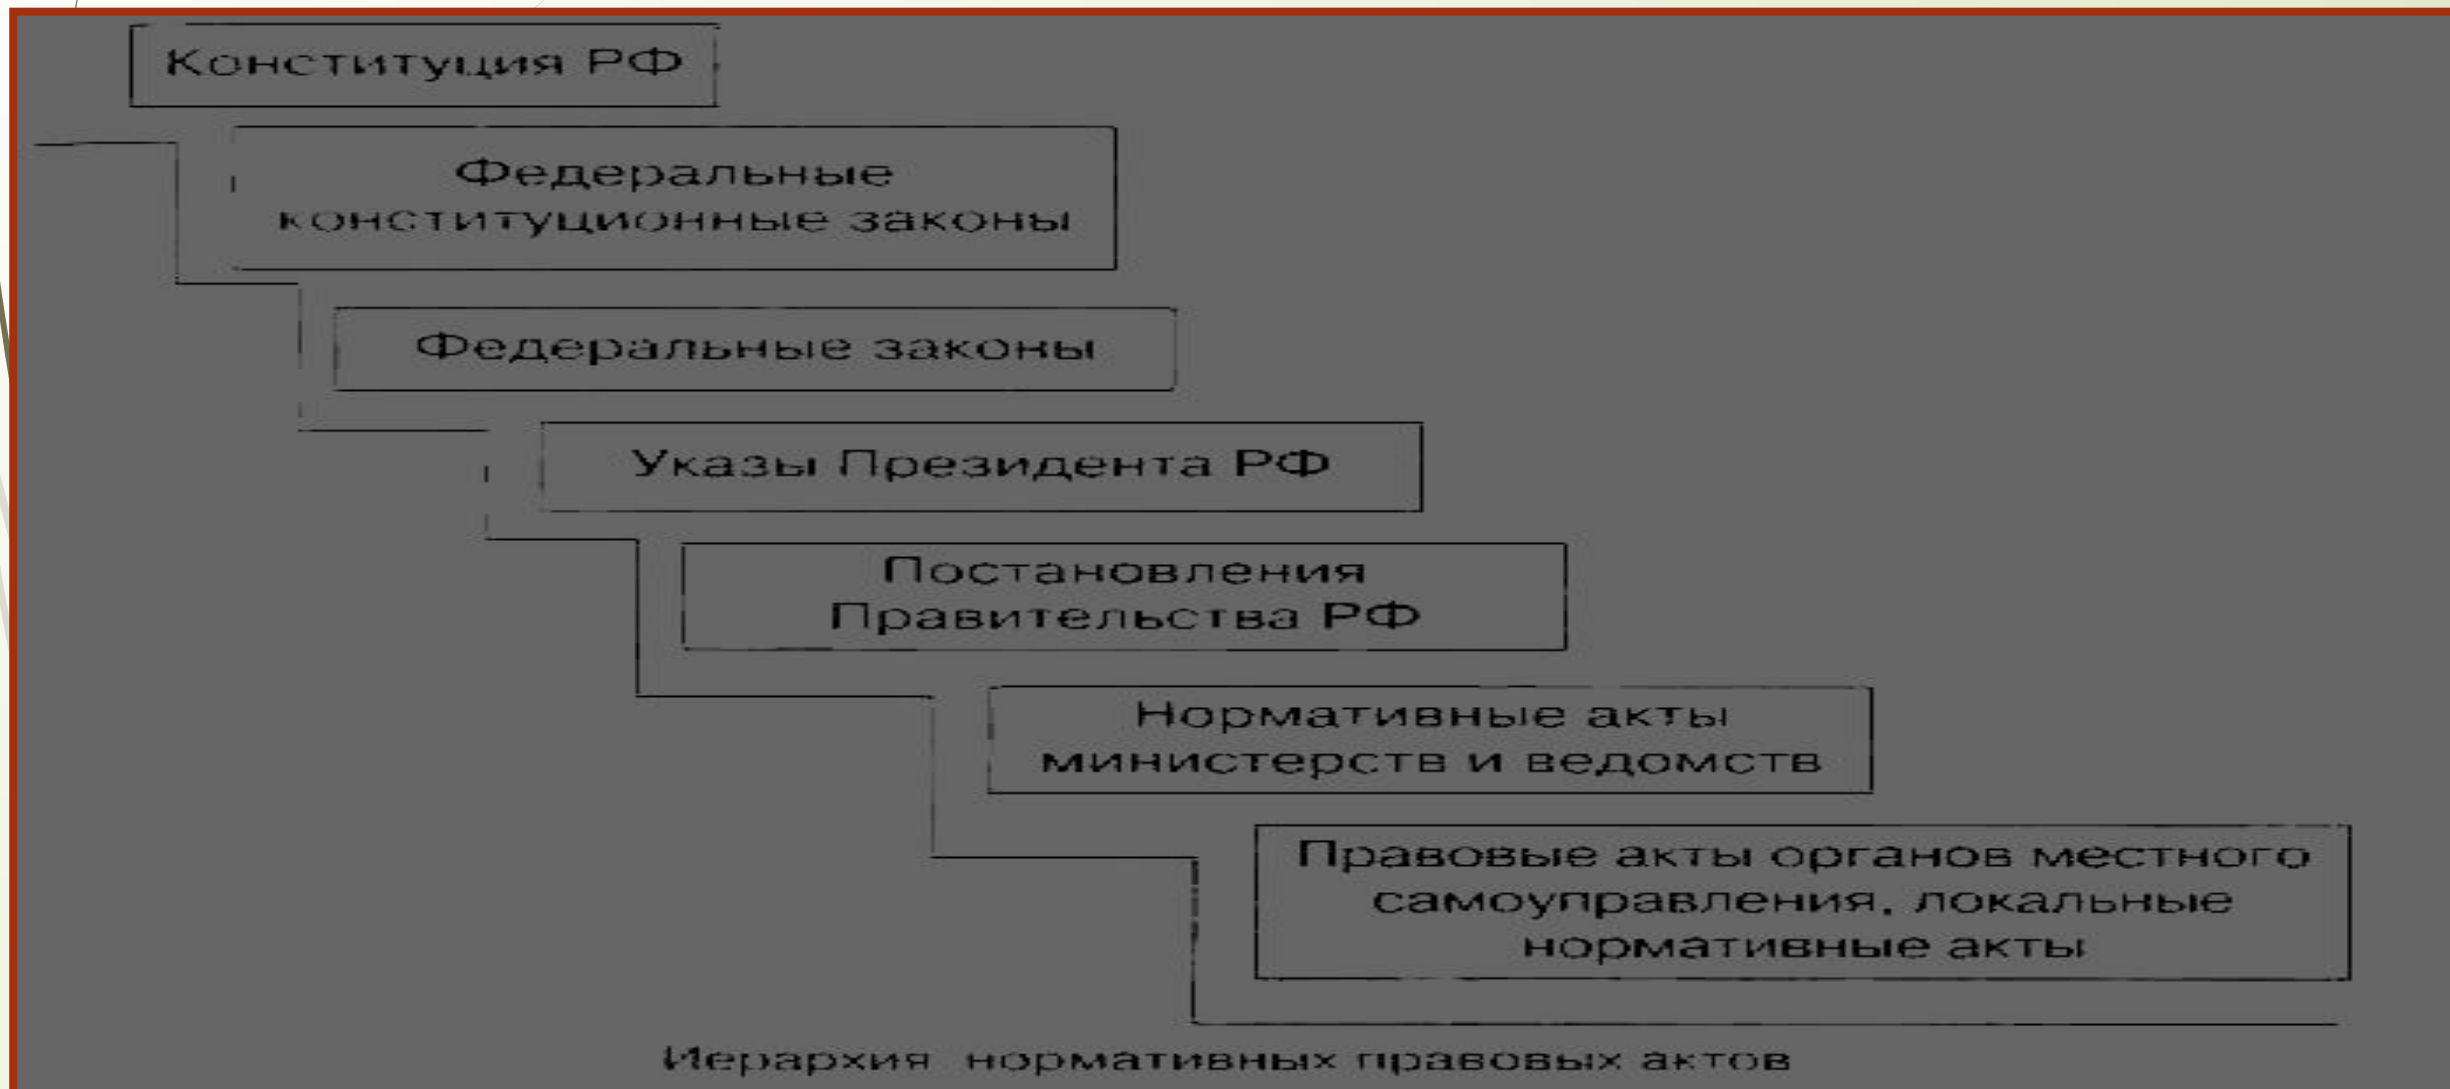 Конституция РФ
Федеральные
конституционные законы
Федеральные законы
Указы Президента РФ
Постановления
Правительства РФ
Нормативные акты
министерств и ведомств
Правовые акты органов местного
самоуправления, локальные
нормативные акты
Иерархия нормативных правовых актов